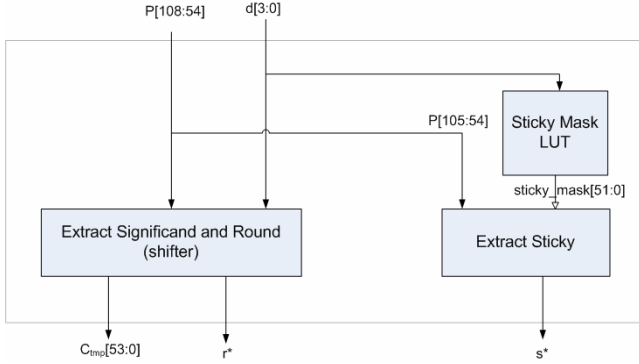 P[108:54]
d[3:0]
P[105:54]
Sticky Mask
LUT
sticky_mask[51:0]
Extract Significand and Round
(shifter)
Extract Sticky
Ctmp[53:0]
r*
s*